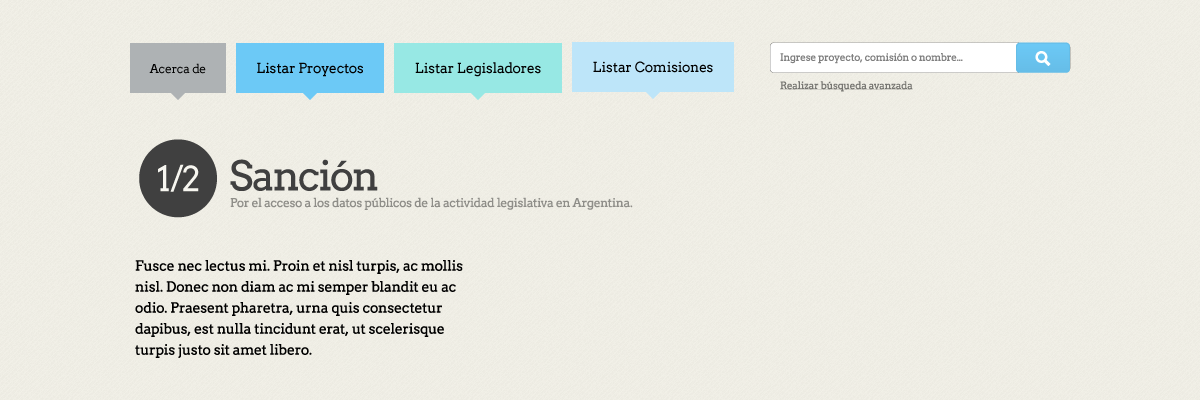 Acerca de
Listar Proyectos
Listar Legisladores
Listar Comisiones
Ingrese proyecto, comisión o nombre...
Realizar búsqueda avanzada
1/2
Sanción
Por el acceso a los datos públicos de la actividad legislativa en Argentina.
Fusce nec lectus mi. Proin et nisl turpis, ac mollis
nisl. Donec non diam ac mi semper blandit eu ac
odio. Praesent pharetra, urna quis consectetur
dapibus, est nulla tincidunt erat, ut scelerisque
turpis justo sit amet libero.